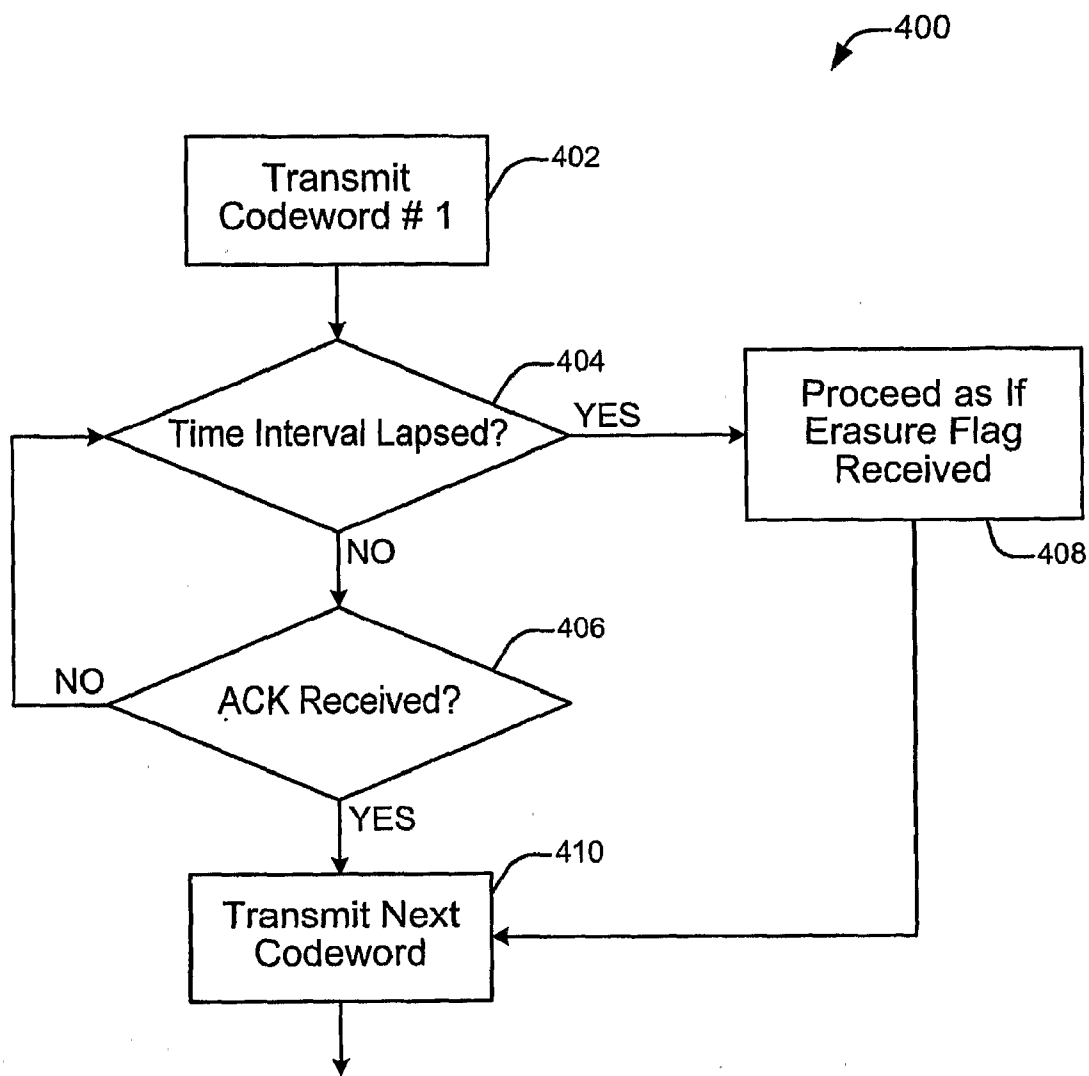 400
Transmit
Codeword # 1
402
Time Interval Lapsed?
404
YES
Proceed as If
Erasure Flag
Received
408
NO
ACK Received?
406
NO
YES
Transmit Next
Codeword
410